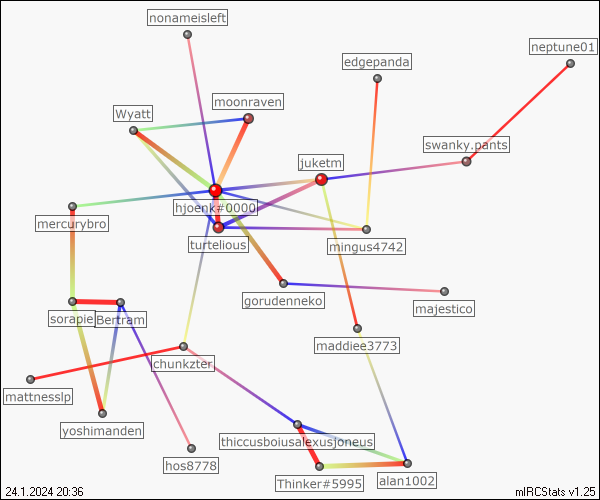 nonameisleft
neptune01
edgepanda
moonraven
Wyatt
swanky.pants
juketm
hjoenk#0000
mercurybro
turtelious
mingus4742
gorudenneko
majestico
sorapie
Bertram
maddiee3773
chunkzter
mattnesslp
yoshimanden
thiccusboiusalexusjoneus
hos8778
Thinker#5995
alan1002
24.1.2024 20:36
mIRCStats v1.25